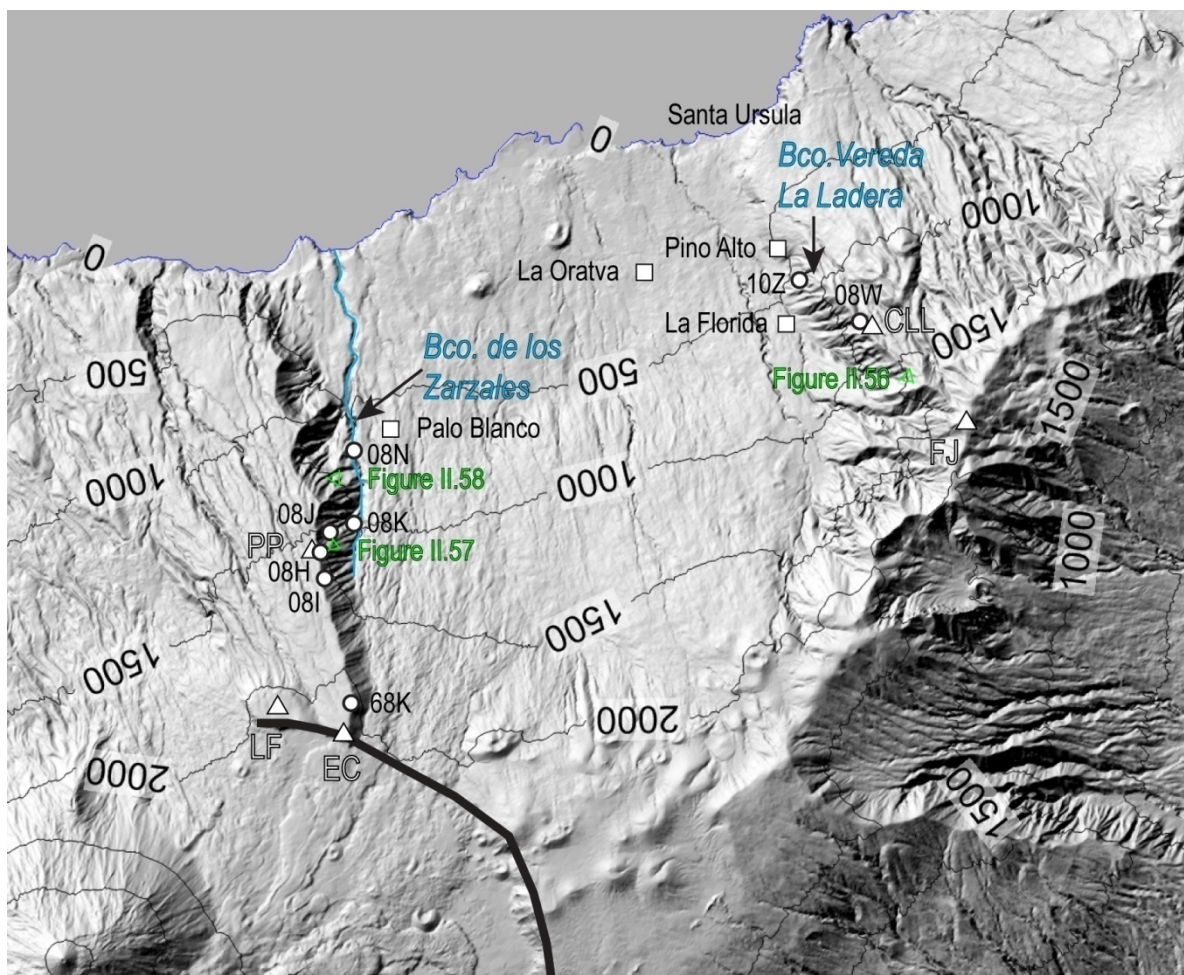 Santa Ursula
0
Bco.Vereda
La Ladera
1000
Pino Alto
0
La Oratva
10Z
08W
La Florida
CLL
1500
500
Bco. de los
Zarzales
500
Figure II.56
1500
Palo Blanco
FJ
08N
1000
Figure II.58
1000
08J
08K
PP
Figure II.57
1000
08H
08I
1500
1500
68K
2000
LF
EC
2000
1500